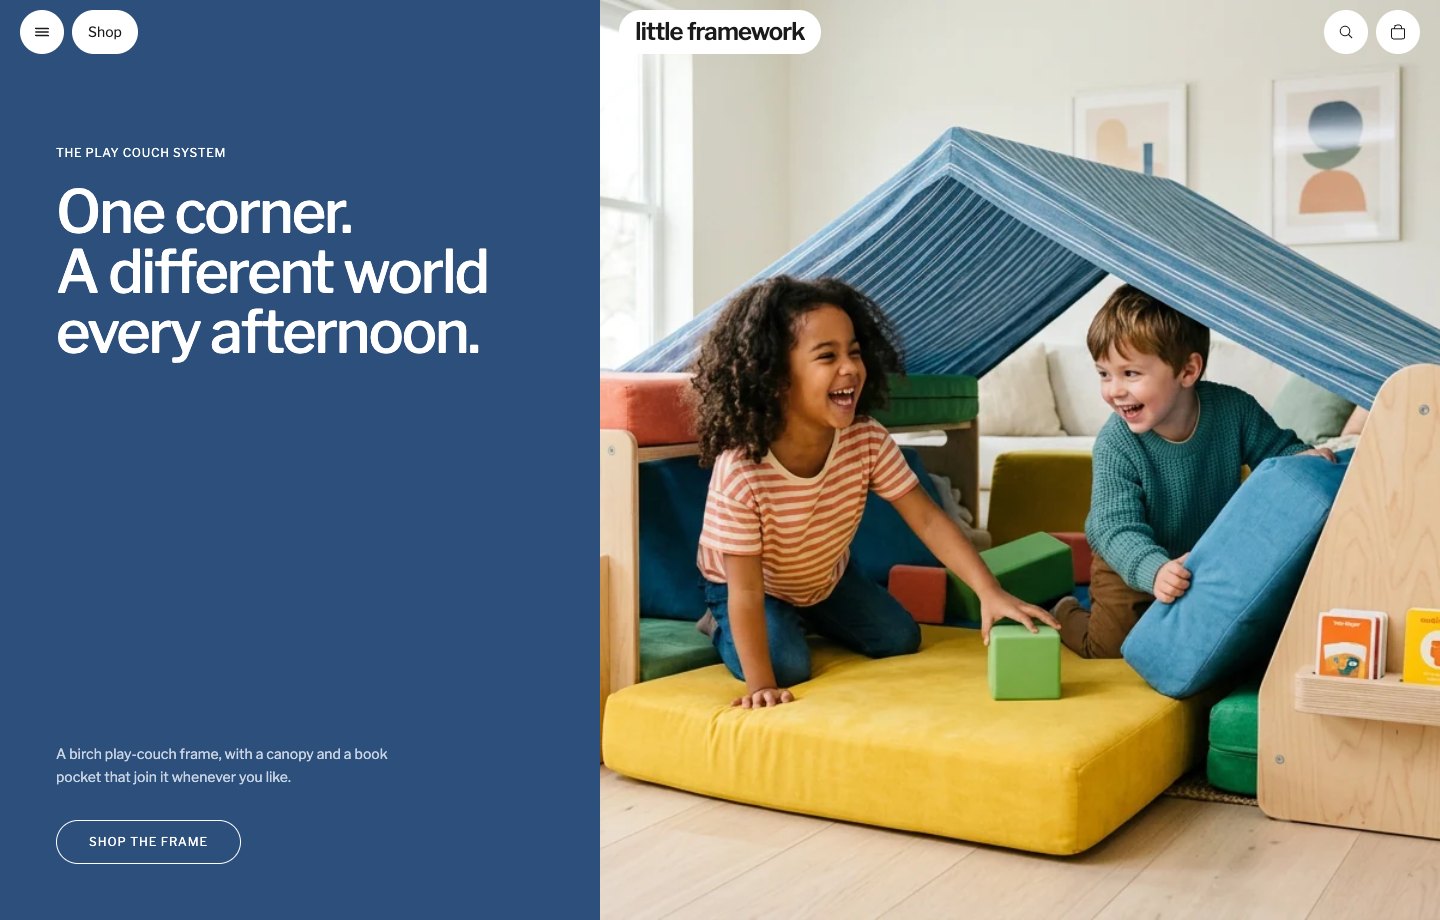 Shop
little framework
THE PLAY COUCH SYSTEM
One corner.
A different world
every afternoon.
A birch play-couch frame, with a canopy and a book
pocket that join it whenever you like.
SHOP THE FRAME